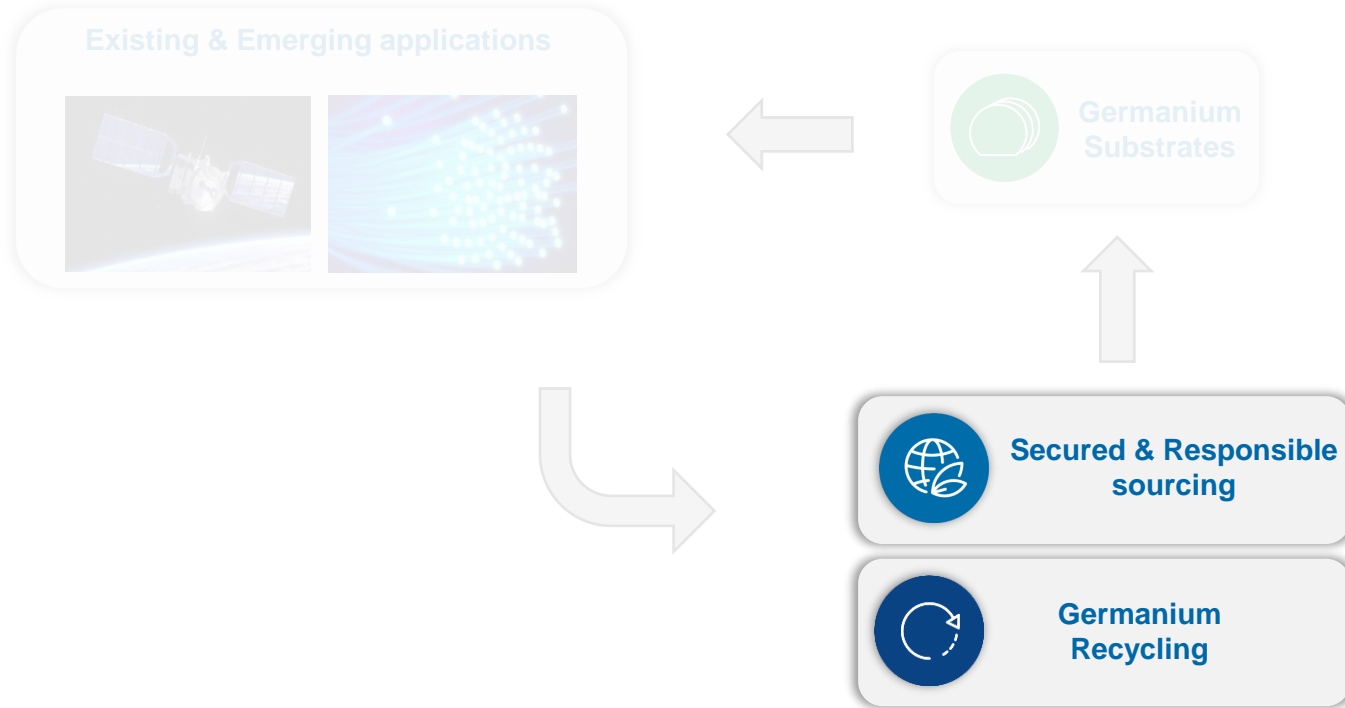 Existing & Emerging applications
Germanium
Substrates
Secured & Responsible
sourcing
Germanium
Recycling